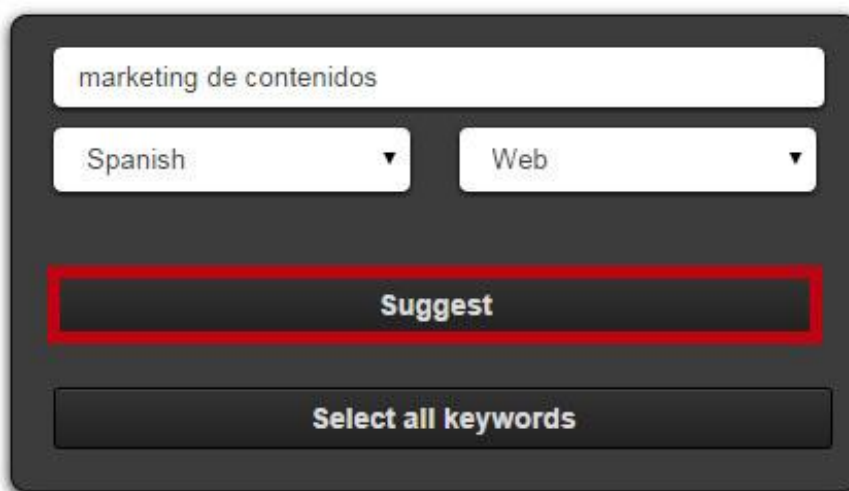 marketing de contenidos
Spanish Web
Suggest
Select all keywords